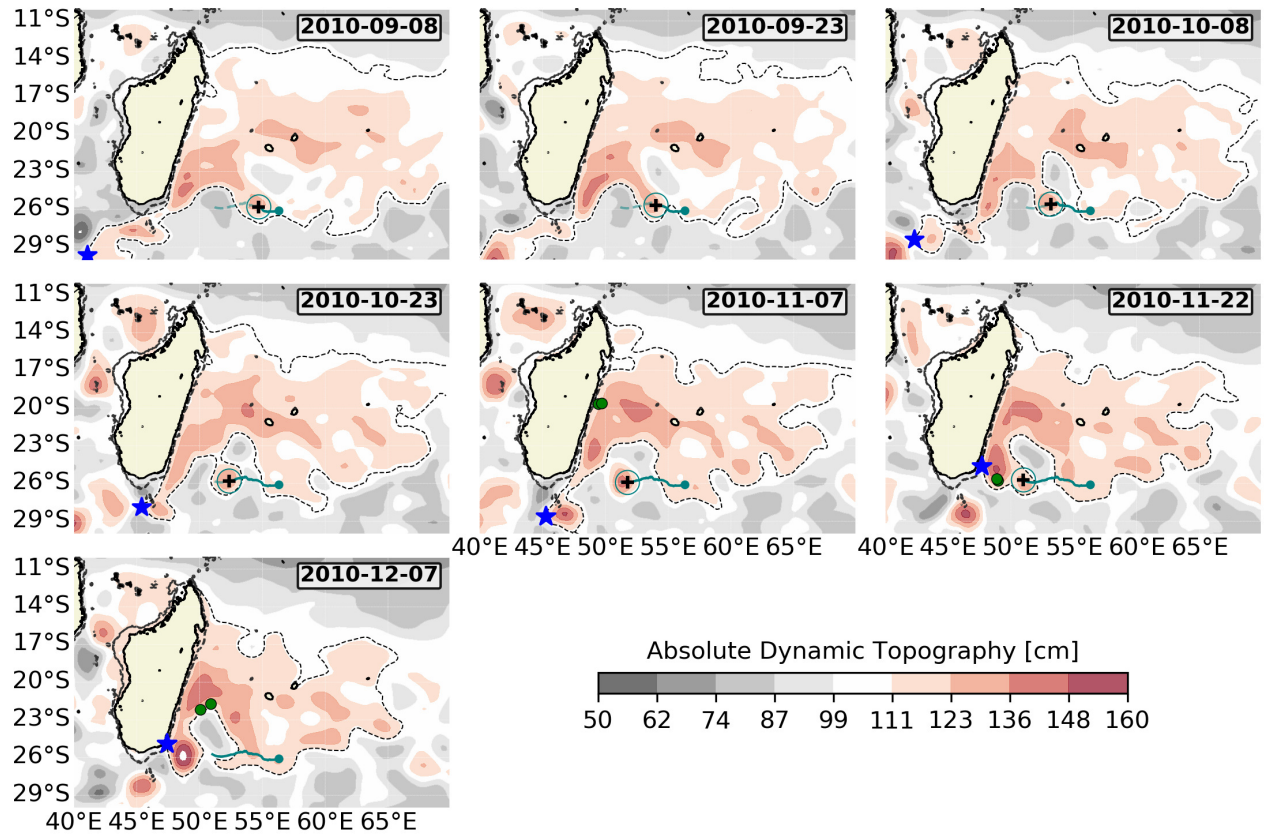 2010-09-08
2010-09-23
2010-10-08
11°S
14°S
17°S
20°S
23°S
26°S
29°S
2010-10-23
2010-11-07
2010-11-22
11°S
14°S
17°S
20°S
23°S
26°S
29°S
40°E 45°E 50°E 55°E 60°E 65°E
40°E 45°E 50°E 55°E 60°E 65°E
2010-12-07
11°S
14°S
17°S
20°S
23°S
26°S
29°S
40°E 45°E 50°E 55°E 60°E 65°E
Absolute Dynamic Topography [cm]
50 62 74 87 99 111 123 136 148 160